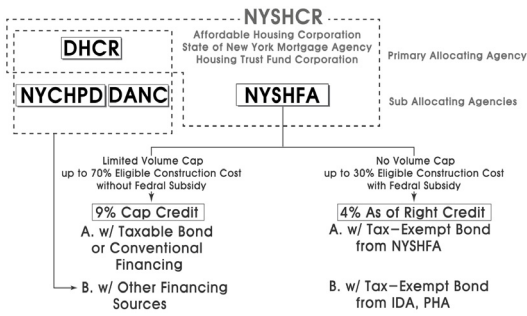 NYSHCR
Affordable Housing Corporation
State of New York Mortgage Agency
Housing Trust Fund Corporation
DHCR
Primary Allocating Agency
NYCHPD DANC
NYSHFA
Sub Allocating Agencies
Limited Volume Cap
up to 70% Eligible Construction Cost
without Fedral Subsidy
9% Cap Credit
A. w/ Taxable Bond
or Conventional
Financing
B. w/ Other Financing
Sources
No Volume Cap
up to 30% Eligible Construction Cost
with Fedral Subsidy
4% As of Right Credit
A. w/ Tax-Exempt Bond
from NYSHFA
B. w/ Tax-Exempt Bond
from IDA, PHA